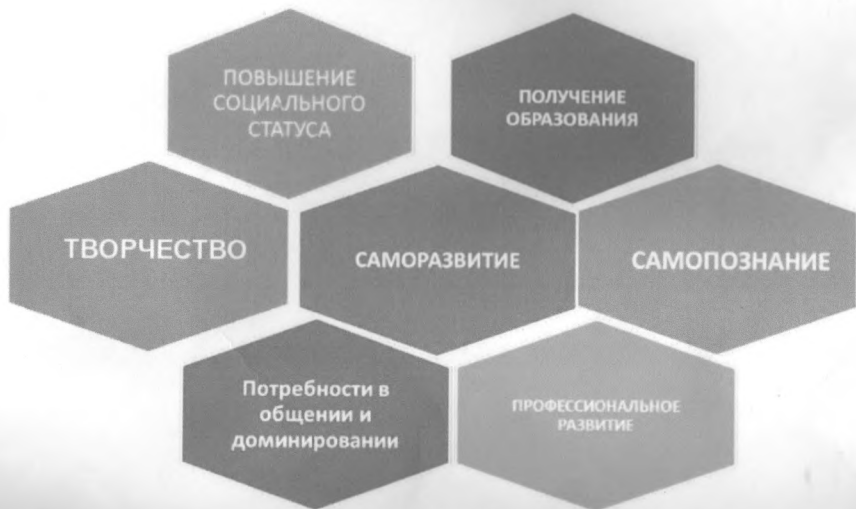 ПОВЫШЕНИЕ
СОЦИАЛЬНОГО
СТАТУСА
ПОЛУЧЕНИЕ
ОБРАЗОВАНИЯ
ТВОРЧЕСТВО
САМОРАЗВИТИЕ
САМОПОЗНАНИЕ
Потребности в
общении и
доминировании
ПРОФЕССИОНАЛЬНОЕ
РАЗВИТИЕ